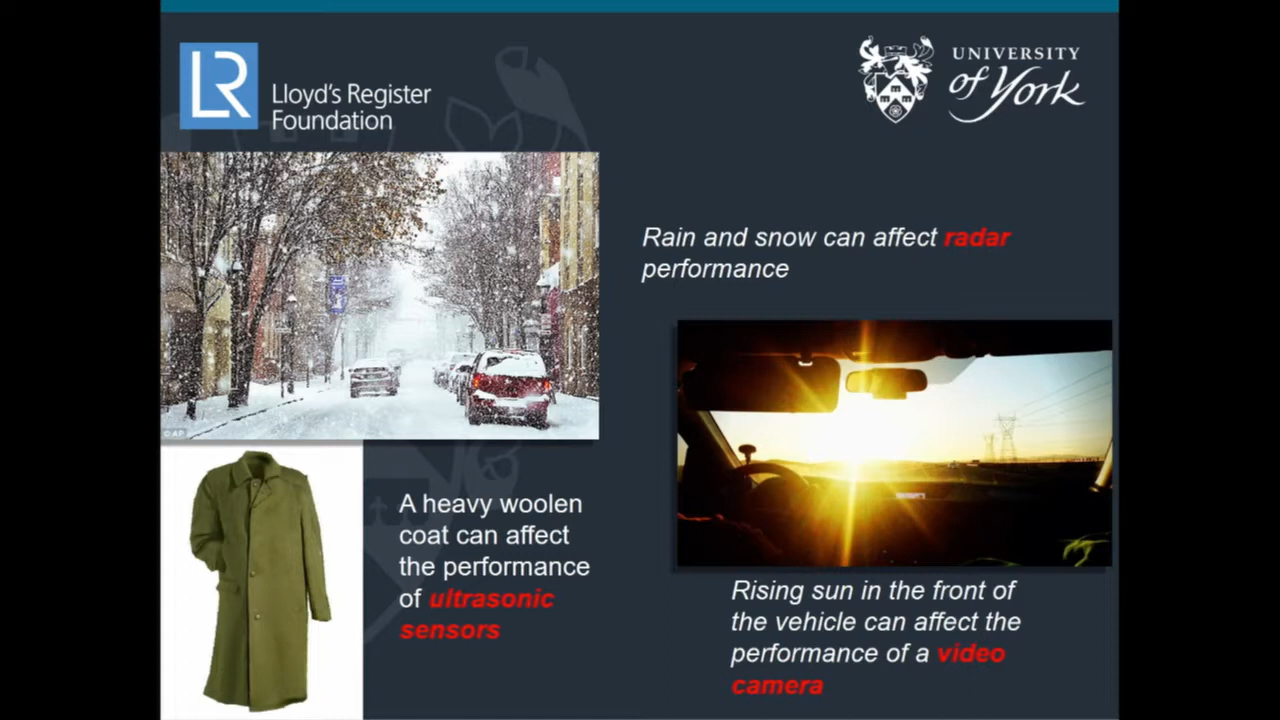 LR
Lloyd's Register
Foundation
UNIVERSITY
of York
Rain and snow can affect radar
performance
© AP
A heavy woolen
coat can affect
the performance
of ultrasonic
sensors
Rising sun in the front of
the vehicle can affect the
performance of a video
camera